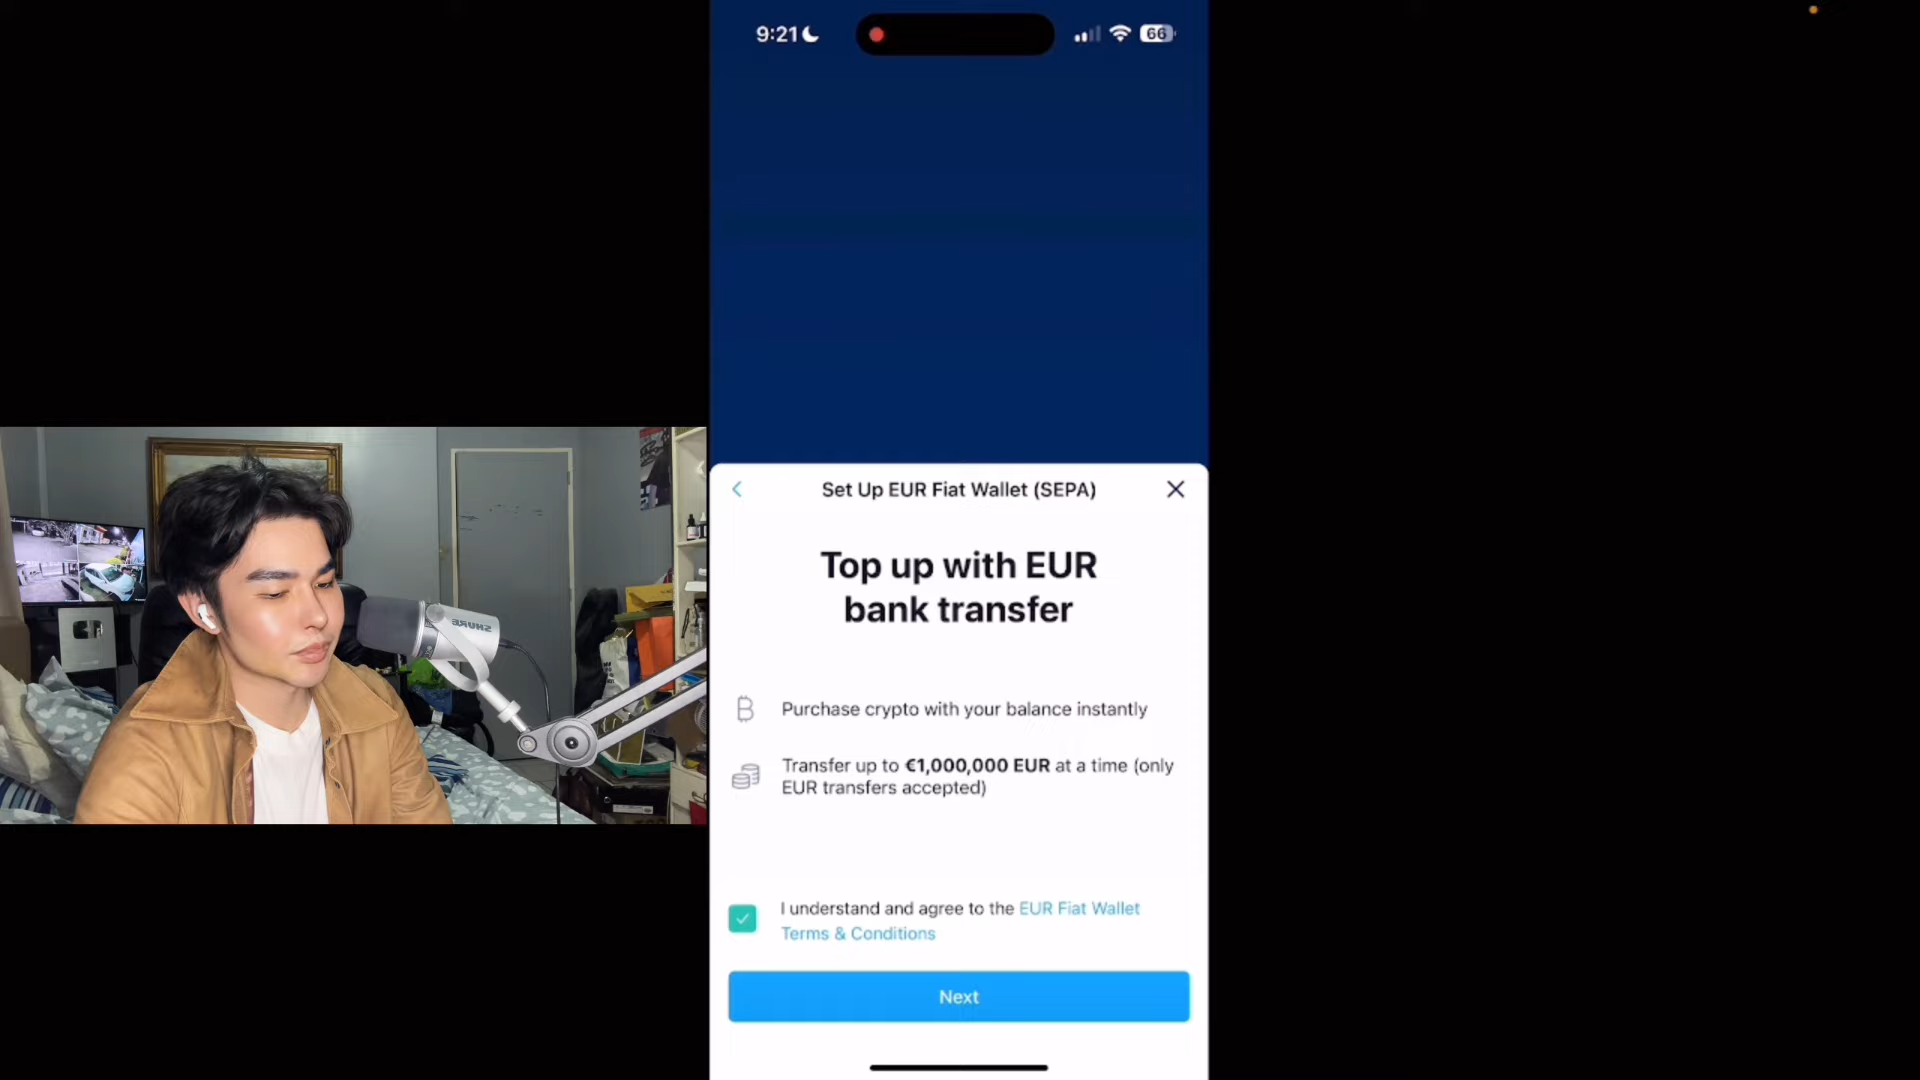 9:21
66
Set Up EUR Fiat Wallet (SEPA)
Top up with EUR
bank transfer
Purchase crypto with your balance instantly
Transfer up to €1,000,000 EUR at a time (only
EUR transfers accepted)
I understand and agree to the EUR Fiat Wallet
Terms & Conditions
Next
SHURE